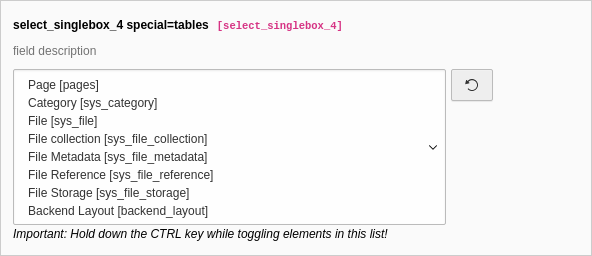 select_singlebox_4 special=tables [select_singlebox_4]
field description
Page [pages]
Category [sys_category]
File [sys_file]
File collection [sys_file_collection]
File Metadata [sys_file_metadata]
File Reference [sys_file_reference]
File Storage [sys_file_storage]
Backend Layout [backend_layout]
Important: Hold down the CTRL key while toggling elements in this list!